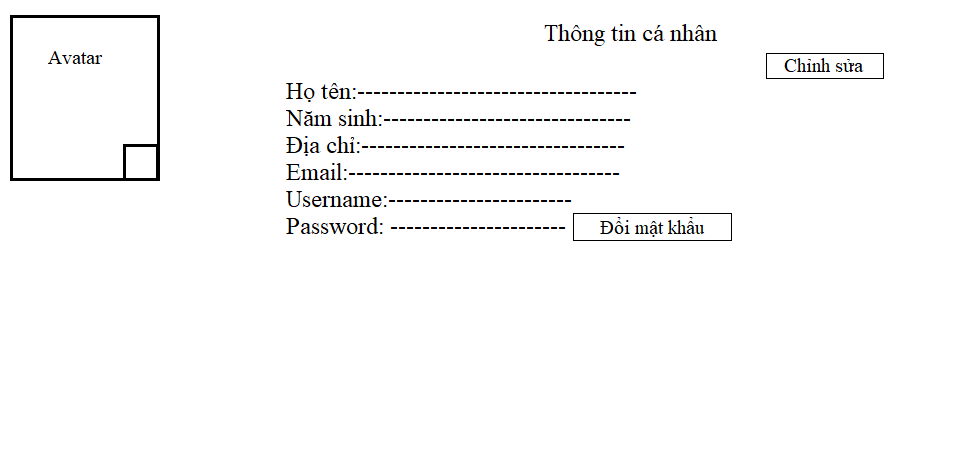 Avatar
Thông tin cá nhân
Chỉnh sửa
Họ tên:-----------------------------------
Năm sinh:-------------------------------
Địa chỉ:---------------------------------
Email:----------------------------------
Username:-----------------------
Password: ---------------------- Đổi mật khẩu